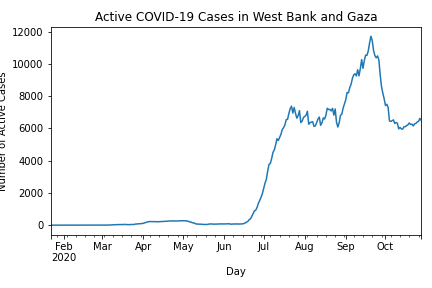 Active COVID-19 Cases in West Bank and Gaza
Number of Active Cases
12000
10000
8000
6000
4000
2000
0
Feb Mar Apr May Jun Jul Aug Sep Oct
2020
Day